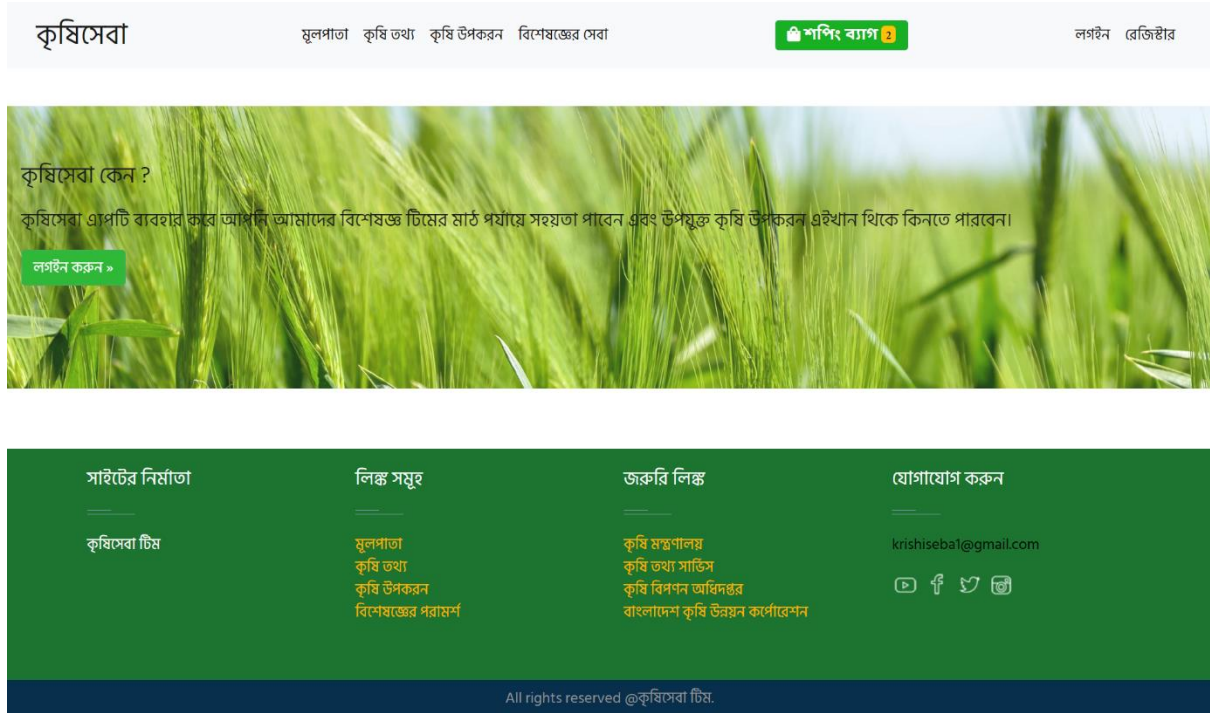 কৃষিসেবা
মূলপাতা কৃষি তথ্য কৃষি উপকরন বিশেষজ্ঞের সেবা
শপিং ব্যাগ 2
লগইন রেজিস্টার
কৃষিসেবা কেন ?
কৃষিসেবা এ্যপটি ব্যবহার করে আপনি আমাদের বিশেষজ্ঞ টিমের মাঠ পর্যায়ে সহয়তা পাবেন এবং উপযুক্ত কৃষি উপকরন এইখান থিকে কিনতে পারবেন।
লগইন করুন »
সাইটের নির্মাতা
কৃষিসেবা টিম
লিঙ্ক সমূহ
মূলপাতা
কৃষি তথ্য
কৃষি উপকরন
বিশেষজ্ঞের পরামর্শ
জরুরি লিঙ্ক
কৃষি মন্ত্রণালয়
কৃষি তথ্য সার্ভিস
কৃষি বিপণন অধিদপ্তর
বাংলাদেশ কৃষি উন্নয়ন কর্পোরেশন
যোগাযোগ করুন
krishiseba1@gmail.com
All rights reserved @কৃষিসেবা টিম.